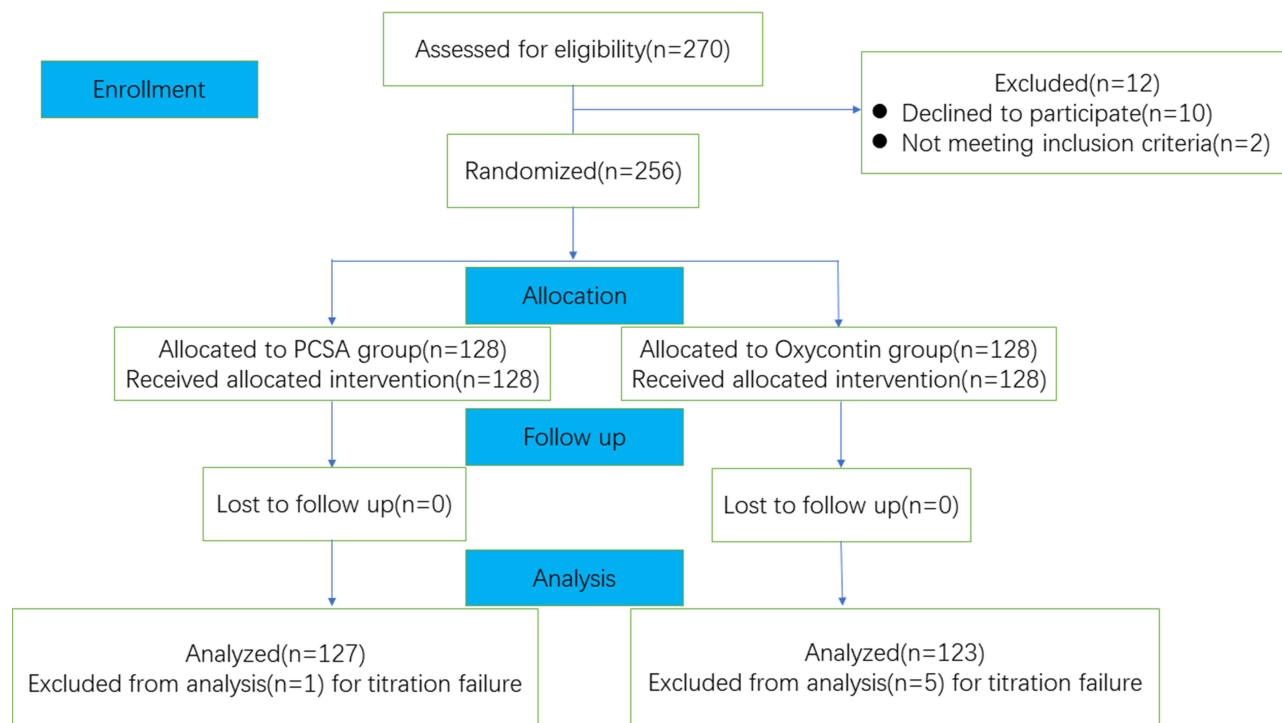 Assessed for eligibility(n=270)
Enrollment
Excluded(n=12)
● Declined to participate(n=10)
● Not meeting inclusion criteria(n=2)
Randomized(n=256)
Allocation
Allocated to PCSA group(n=128)
Received allocated intervention(n=128)
Allocated to Oxycontin group(n=128)
Received allocated intervention(n=128)
Follow up
Lost to follow up(n=0)
Lost to follow up(n=0)
Analysis
Analyzed(n=127)
Excluded from analysis(n=1) for titration failure
Analyzed(n=123)
Excluded from analysis(n=5) for titration failure